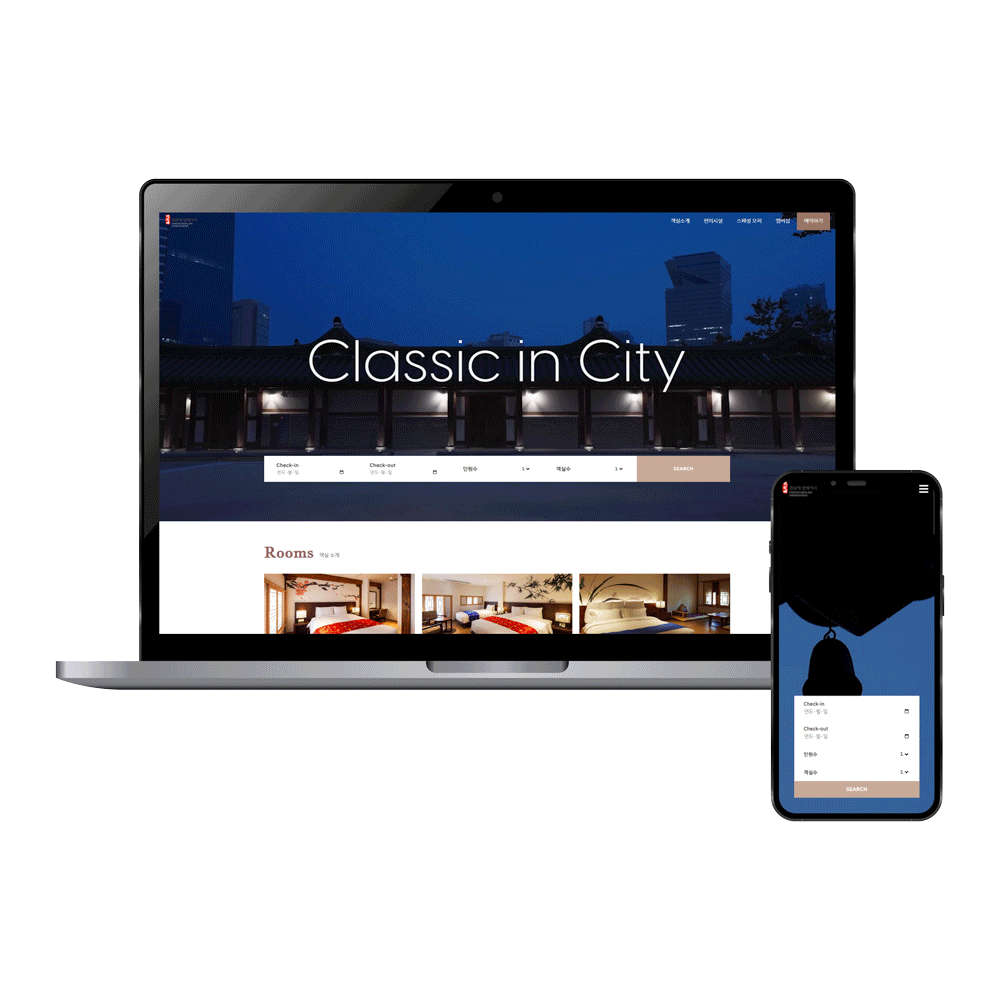 객실소개 편의시설 스페셜 오퍼 멤버쉽 예약하기
Classic in City
Check-in Check-out 인원수 1 객실수 1 SEARCH
연도-월-일 연도-월-일
Rooms 객실 소개
Check-in
연도-월-일
Check-out
연도-월-일
인원수 1
객실수 1
SEARCH